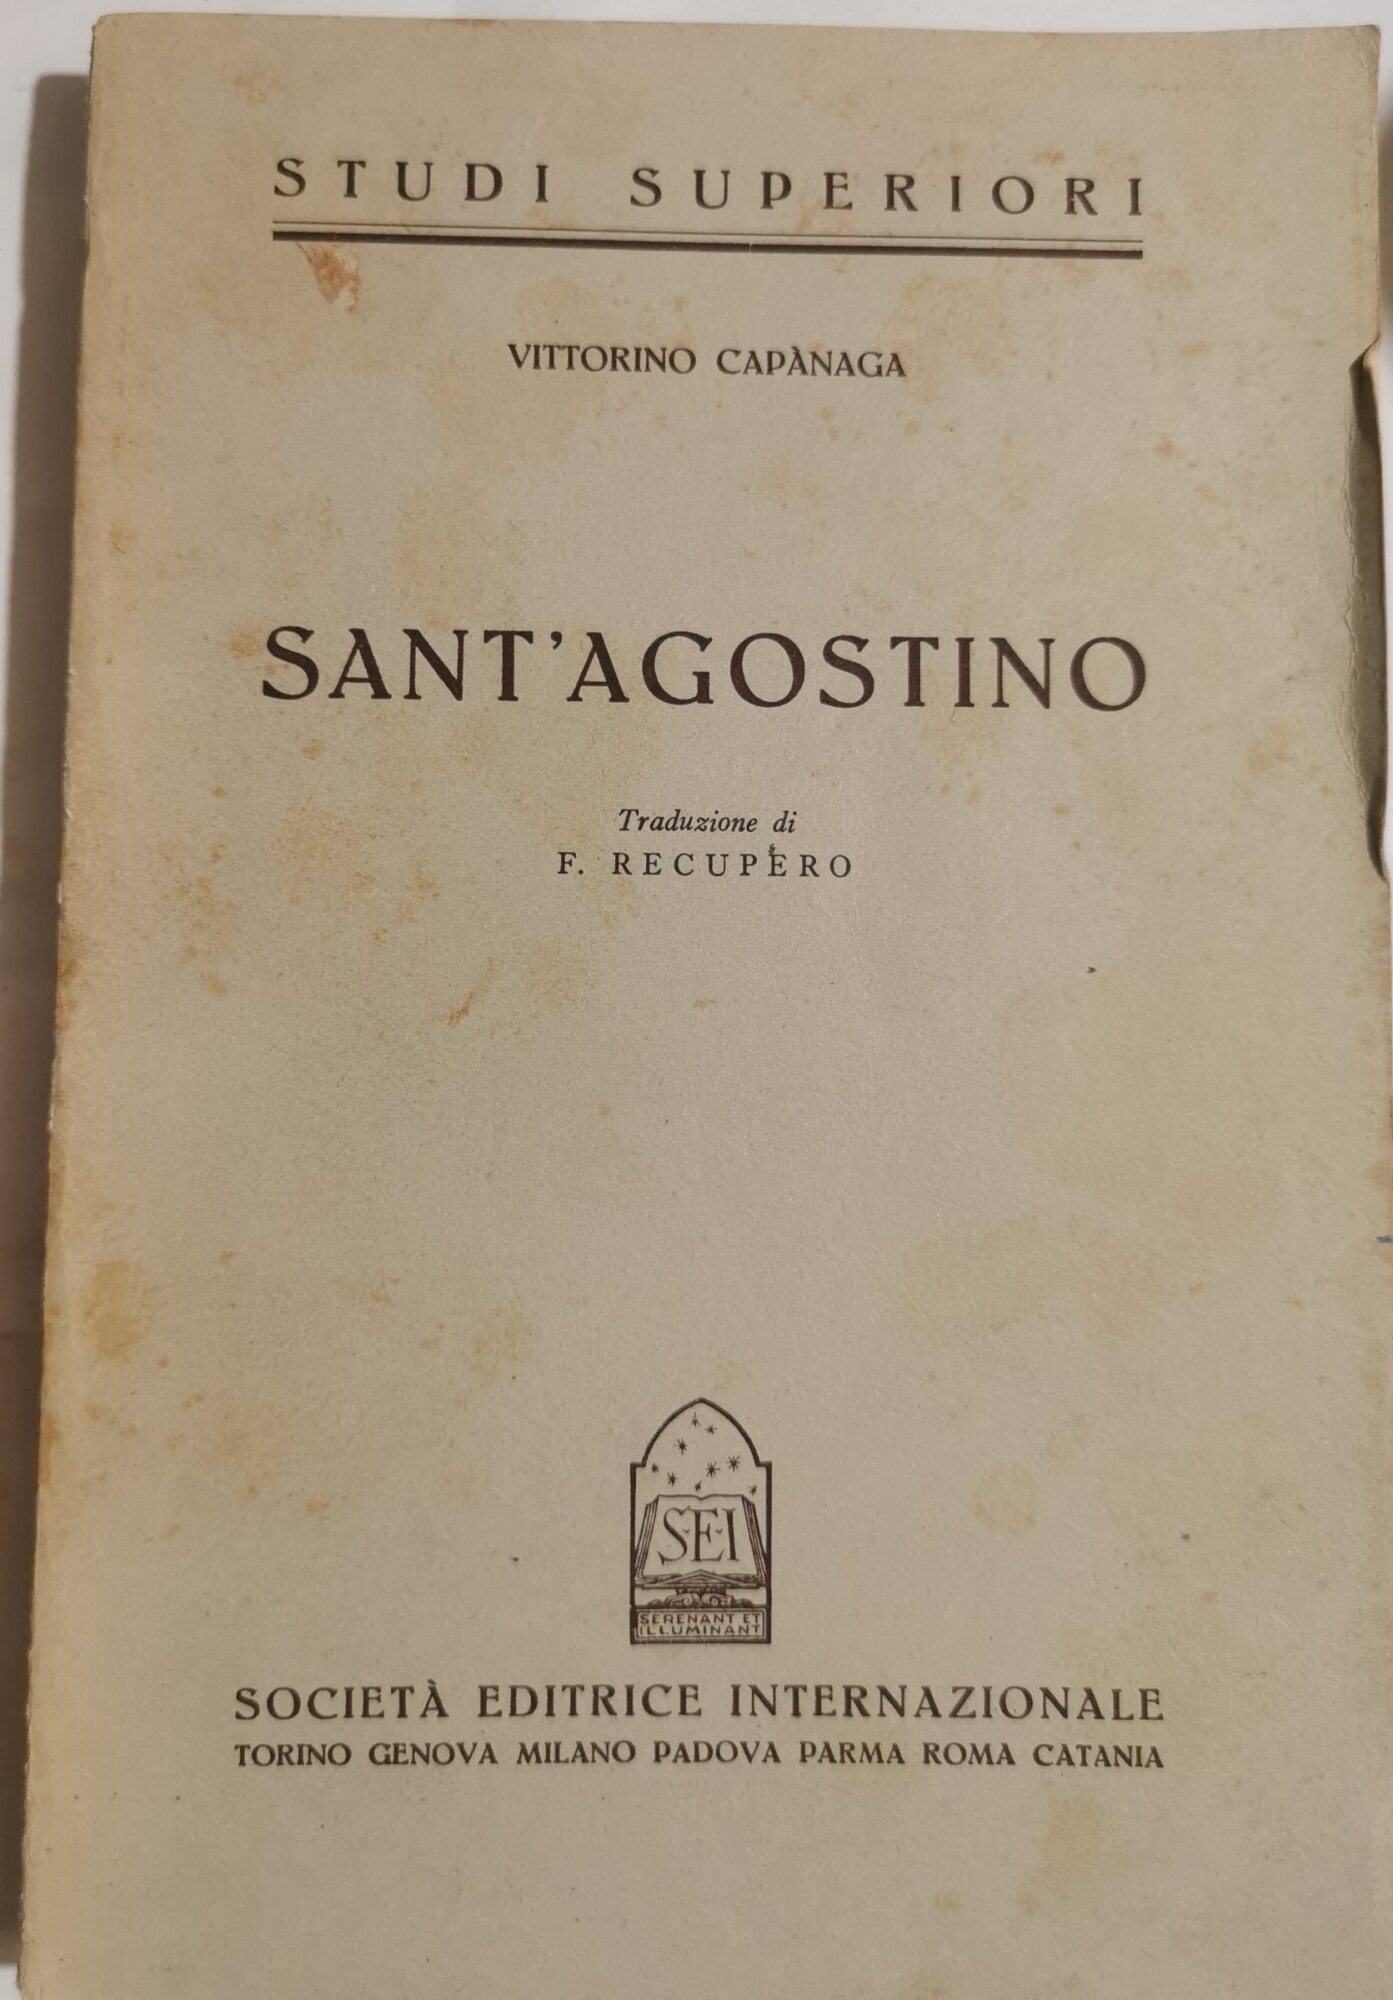 STUDI SUPERIORI
VITTORINO CAPÀNAGA
SANT'AGOSTINO
Traduzione di
F. RECUPERO
S·E·I
SERENANT ET
ILLUMINANT
SOCIETÀ EDITRICE INTERNAZIONALE
TORINO GENOVA MILANO PADOVA PARMA ROMA CATANIA